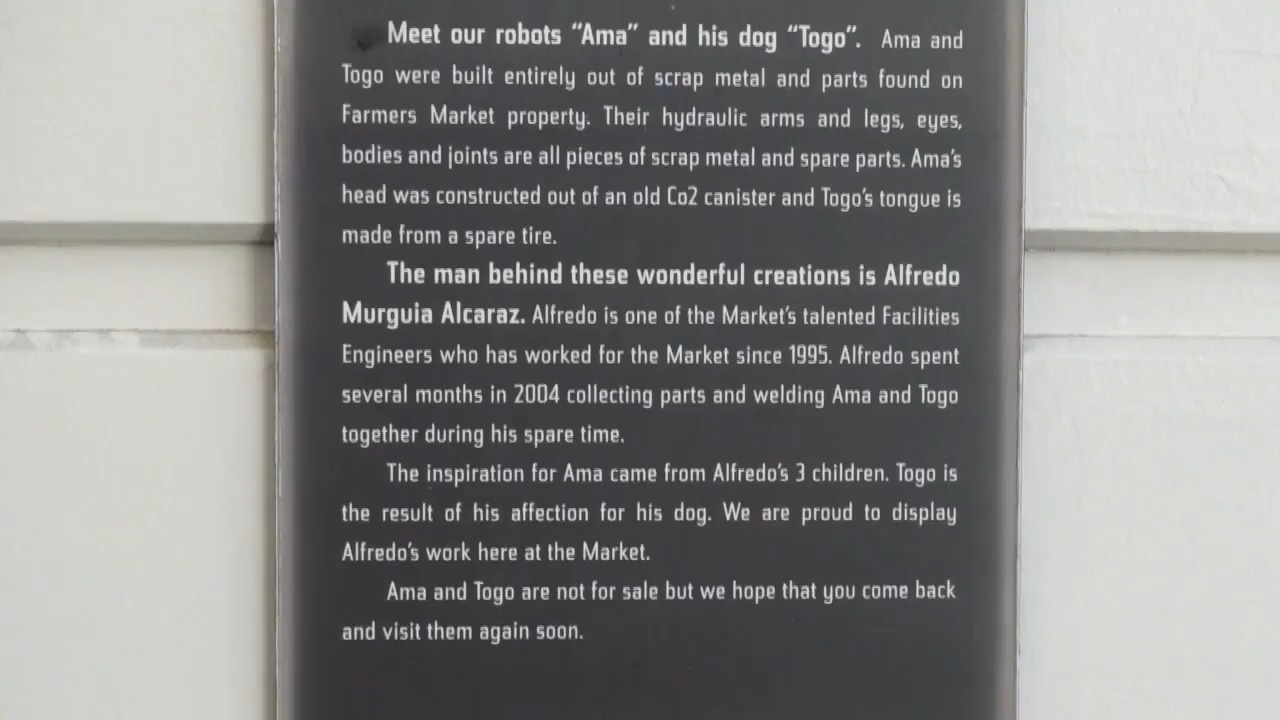 Meet our robots “Ama” and his dog “Togo”. Ama and
Togo were built entirely out of scrap metal and parts found on
Farmers Market property. Their hydraulic arms and legs, eyes,
bodies and joints are all pieces of scrap metal and spare parts. Ama's
head was constructed out of an old Co2 canister and Togo's tongue is
made from a spare tire.
The man behind these wonderful creations is Alfredo
Murguia Alcaraz. Alfredo is one of the Market's talented Facilities
Engineers who has worked for the Market since 1995. Alfredo spent
several months in 2004 collecting parts and welding Ama and Togo
together during his spare time.
The inspiration for Ama came from Alfredo's 3 children. Togo is
the result of his affection for his dog. We are proud to display
Alfredo's work here at the Market.
Ama and Togo are not for sale but we hope that you come back
and visit them again soon.